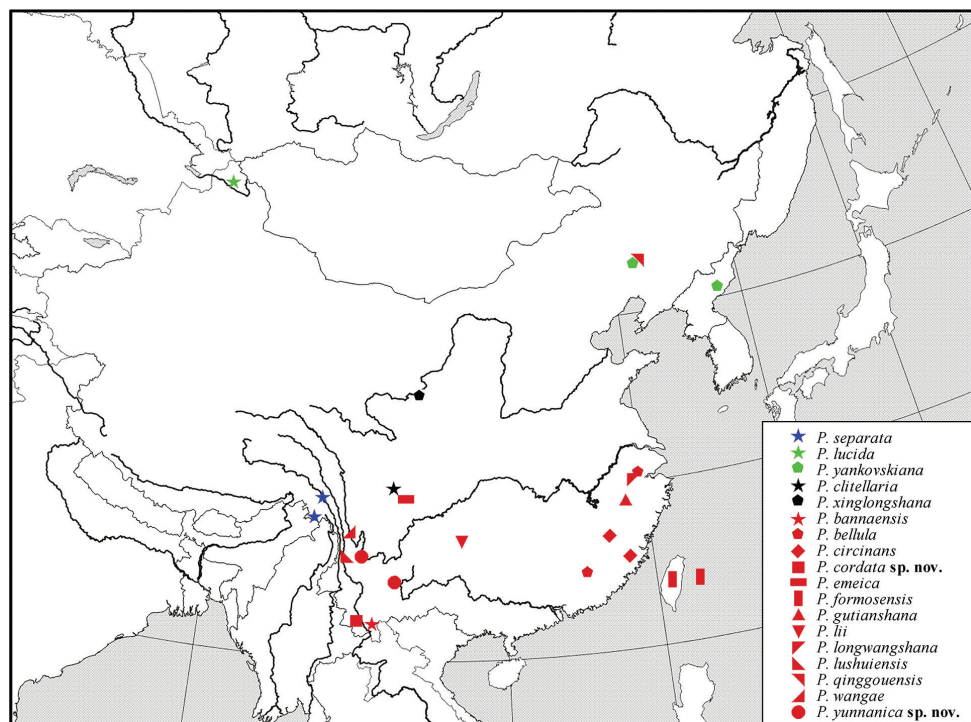 P. separata
P. lucida
P. yankovskiana
P. clitellaria
P. xinglongshana
P. bannaensis
P. bellula
P. circinans
P. cordata sp. nov.
P. emeica
P. formosensis
P. gutianshana
P. lii
P. longwangshana
P. lushuiensis
P. qinggouensis
P. wangae
P. yunnanica sp. nov.